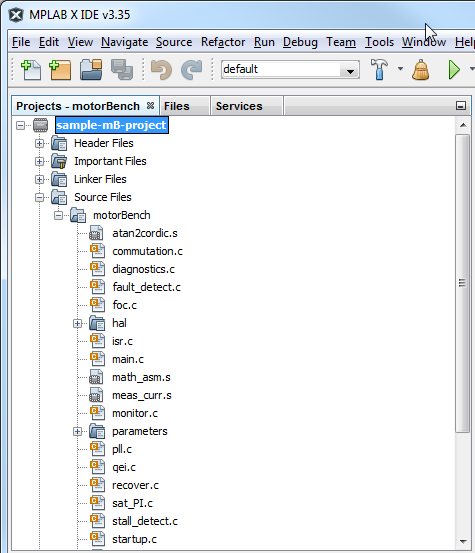 MPLAB X IDE v3.35
File Edit View Navigate Source Refactor Run Debug Team Tools Window Help
default
Projects - motorBench Files Services
sample-mB-project
Header Files
Important Files
Linker Files
Source Files
motorBench
atan2cordic.s
commutation.c
diagnostics.c
fault_detect.c
foc.c
hal
isr.c
main.c
math_asm.s
meas_curr.s
monitor.c
parameters
pll.c
qei.c
recover.c
sat_PI.c
stall_detect.c
startup.c